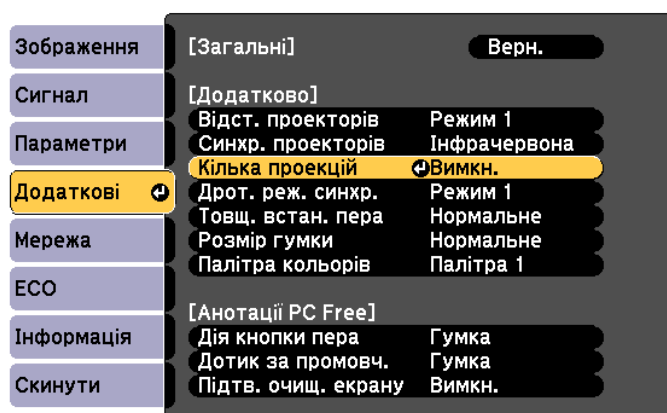 Зображення
Сигнал
Параметри
Додаткові
Мережа
ECO
Інформація
Скинути
[Загальні] Верн.
[Додатково]
Відст. проекторів Режим 1
Синхр. проекторів Інфрачервона
Кілька проекцій Вимкн.
Дрот. реж. синхр. Режим 1
Товщ. встан. пера Нормальне
Розмір гумки Нормальне
Палітра кольорів Палітра 1
[Анотації PC Free]
Дія кнопки пера Гумка
Дотик за промовч. Гумка
Підтв. очищ. екрану Вимкн.